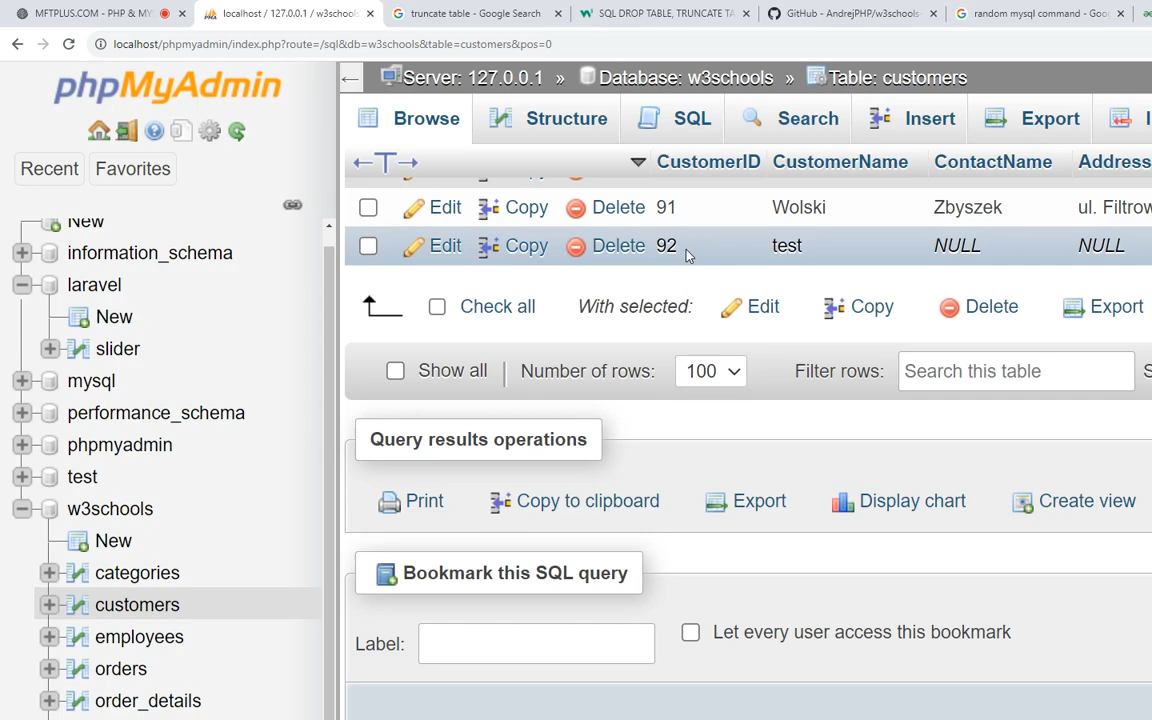 MFTPLUS.COM - PHP & MY
localhost / 127.0.0.1 / w3schools
truncate table - Google Search
SQL DROP TABLE, TRUNCATE TA
GitHub - AndrejPHP/w3schools-
random mysql command - Goo
localhost/phpmyadmin/index.php?route=/sql&db=w3schools&table=customers&pos=0
phpMyAdmin
Recent
Favorites
New
information_schema
laravel
New
slider
mysql
performance_schema
phpmyadmin
test
w3schools
New
categories
customers
employees
orders
order_details
Server: 127.0.0.1 » Database: w3schools » Table: customers
Browse Structure SQL Search Insert Export
CustomerID CustomerName ContactName Address
Edit Copy Delete 91 Wolski Zbyszek ul. Filtrow
Edit Copy Delete 92 test NULL NULL
Check all With selected: Edit Copy Delete Export
Show all Number of rows: 100 Filter rows: Search this table
Query results operations
Print Copy to clipboard Export Display chart Create view
Bookmark this SQL query
Label: Let every user access this bookmark